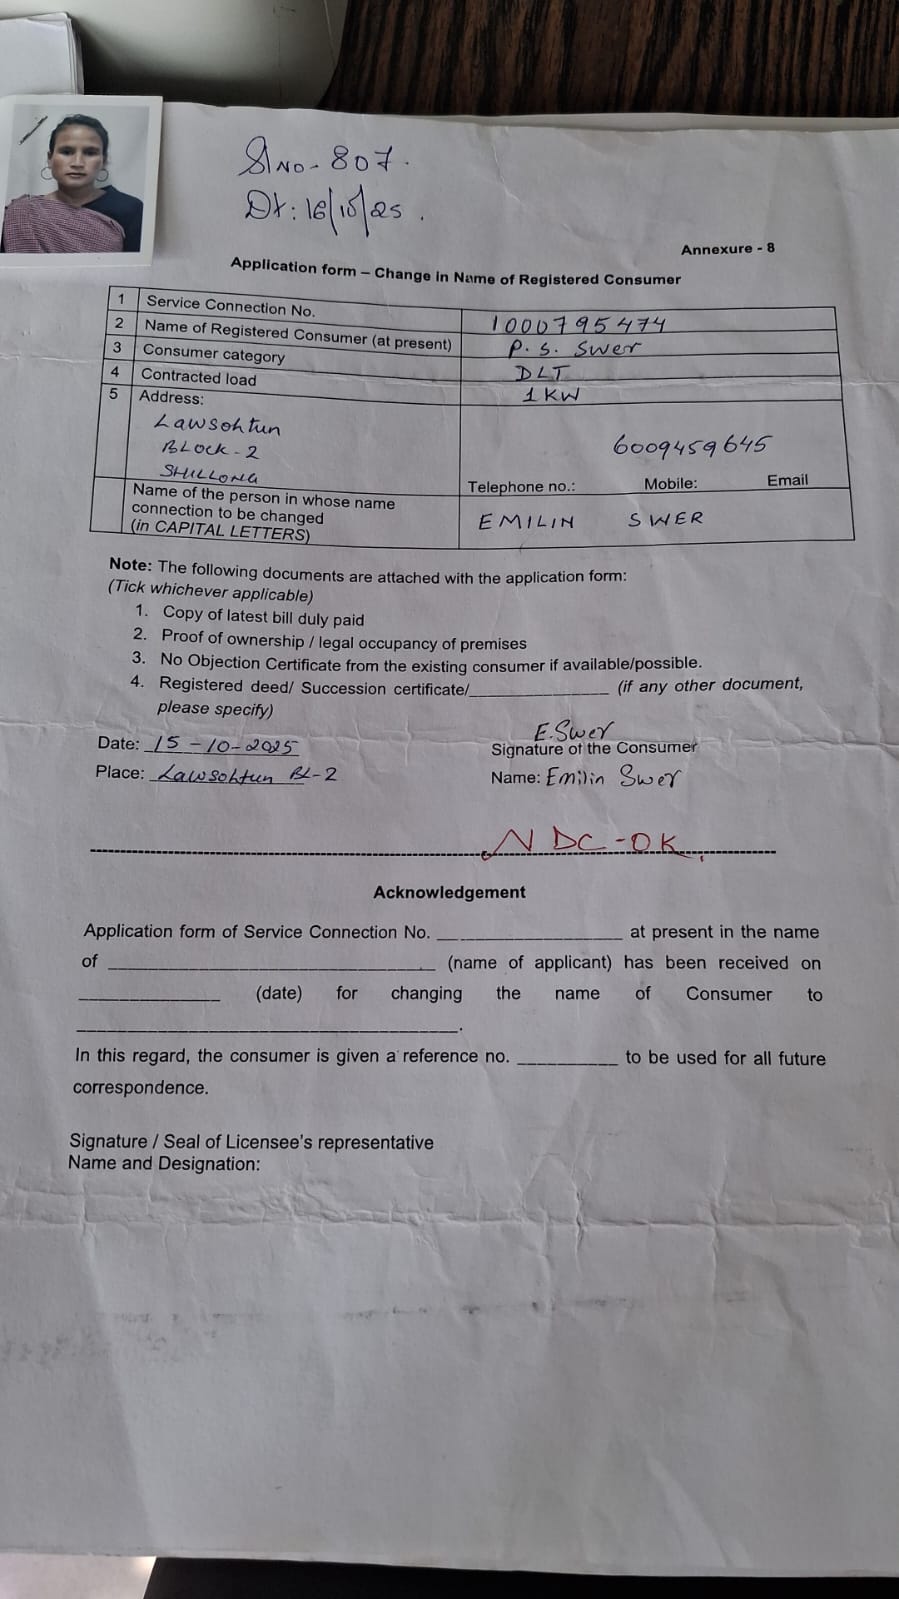 Sl No - 807.
Dt: 16/10/25.
Annexure - 8
Application form – Change in Name of Registered Consumer
1 Service Connection No. 1000795474
2 Name of Registered Consumer (at present) P. S. Swer
3 Consumer category DLT
4 Contracted load 1 KW
5 Address:
Lawsohtun
BLOCK - 2
SHILLONG
6009459645
Telephone no.: Mobile: Email
Name of the person in whose name
connection to be changed
(in CAPITAL LETTERS)
EMILIN SWER
Note: The following documents are attached with the application form:
(Tick whichever applicable)
1. Copy of latest bill duly paid
2. Proof of ownership / legal occupancy of premises
3. No Objection Certificate from the existing consumer if available/possible.
4. Registered deed/ Succession certificate/______________ (if any other document,
please specify)
E. Swer
Date: 15-10-2025 Signature of the Consumer
Place: Lawsohtun BL-2 Name: Emilin Swer
NDC-OK.
Acknowledgement
Application form of Service Connection No. ____________________ at present in the name
of ___________________________________ (name of applicant) has been received on
_______________ (date) for changing the name of Consumer to
_________________________________________.
In this regard, the consumer is given a reference no. ___________ to be used for all future
correspondence.
Signature / Seal of Licensee's representative
Name and Designation: